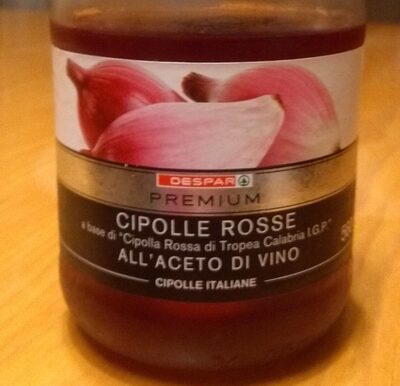 DESPAR
PREMIUM
CIPOLLE ROSSE
a base di "Cipolla Rossa di Tropea Calabria I.G.P."
ALL'ACETO DI VINO
CIPOLLE ITALIANE